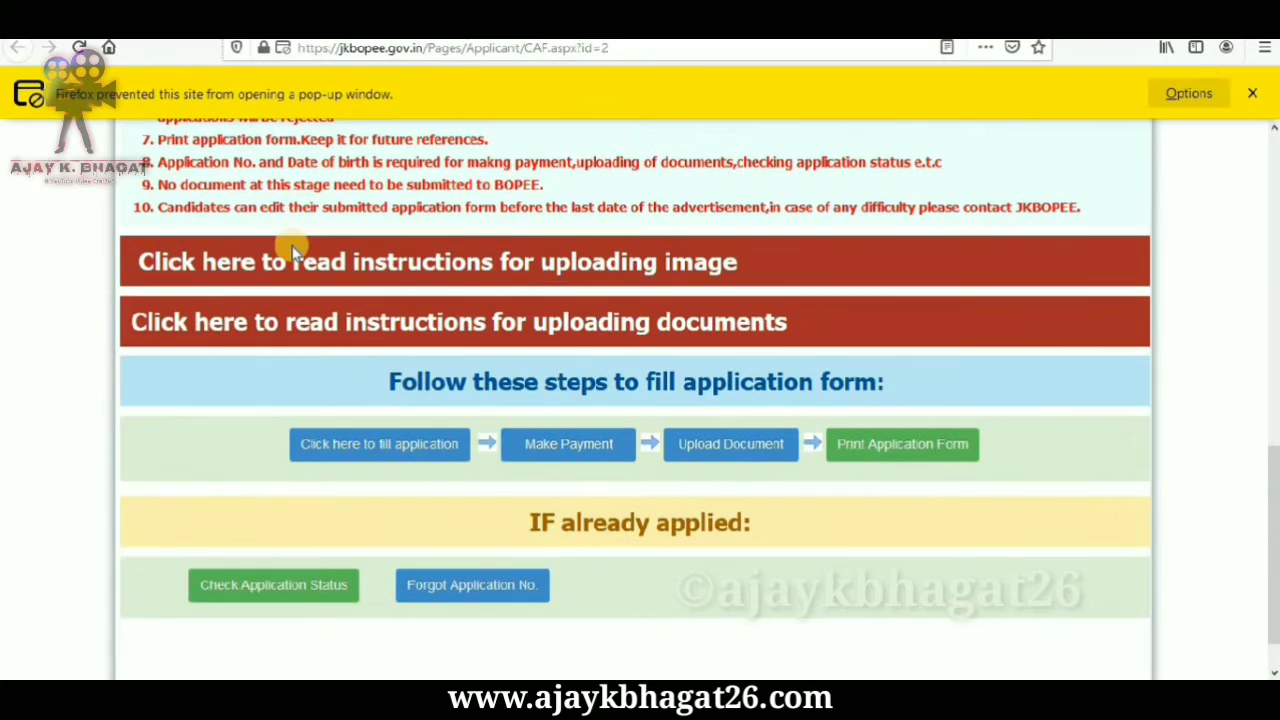 https://jkbopee.gov.in/Pages/Applicant/CAF.aspx?id=2
Firefox prevented this site from opening a pop-up window.
Options
applications will be rejected
7. Print application form.Keep it for future references.
8. Application No. and Date of birth is required for makng payment,uploading of documents,checking application status e.t.c
AJAY K. BHAGAT
9. No document at this stage need to be submitted to BOPEE.
10. Candidates can edit their submitted application form before the last date of the advertisement,in case of any difficulty please contact JKBOPEE.
Click here to read instructions for uploading image
Click here to read instructions for uploading documents
Follow these steps to fill application form:
Click here to fill application
Make Payment
Upload Document
Print Application Form
IF already applied:
Check Application Status
Forgot Application No.
©ajaykbhagat26
www.ajaykbhagat26.com